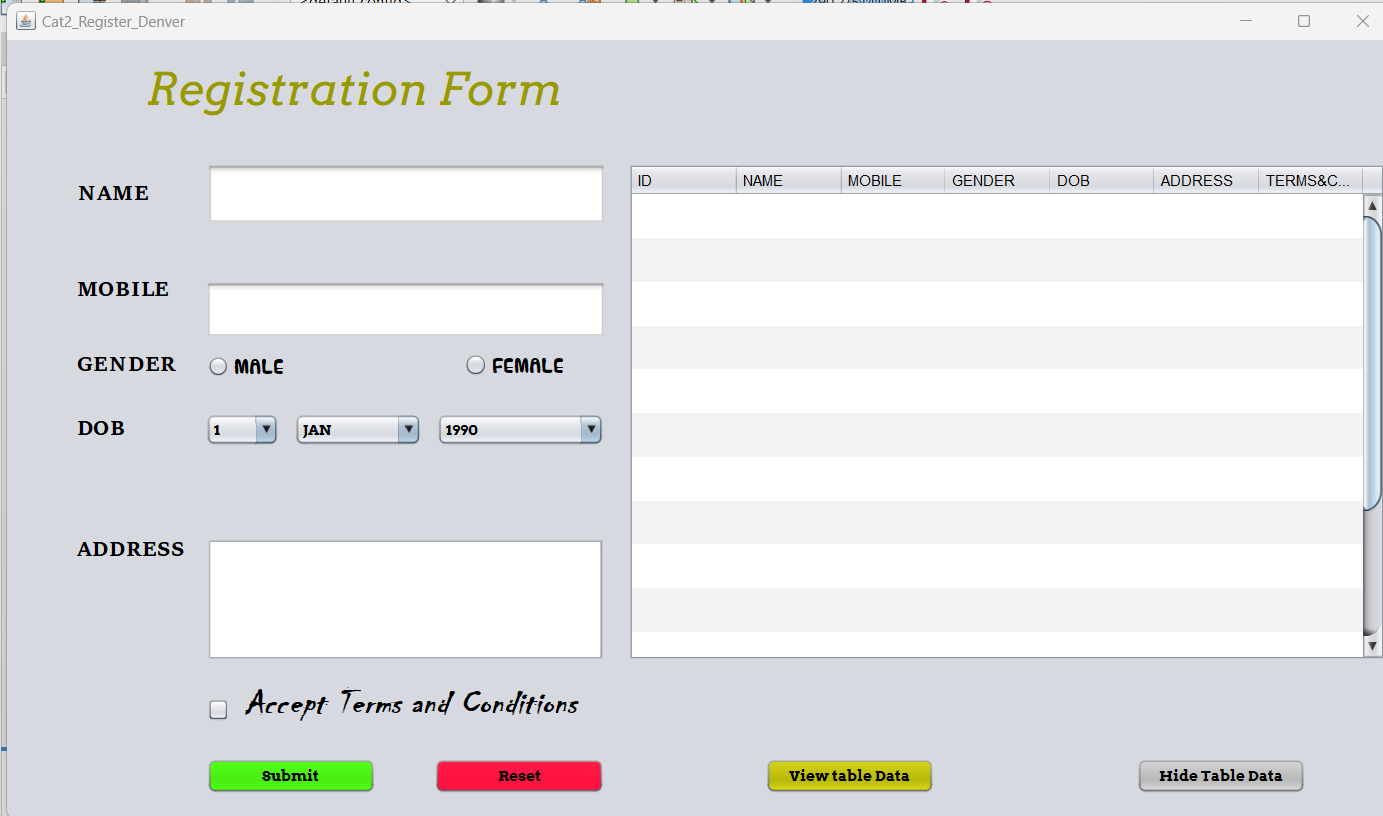 Cat2_Register_Denver
Registration Form
NAME
MOBILE
GENDER
MALE
FEMALE
DOB
1
JAN
1990
ADDRESS
ID NAME MOBILE GENDER DOB ADDRESS TERMS&C...
Accept Terms and Conditions
Submit
Reset
View table Data
Hide Table Data